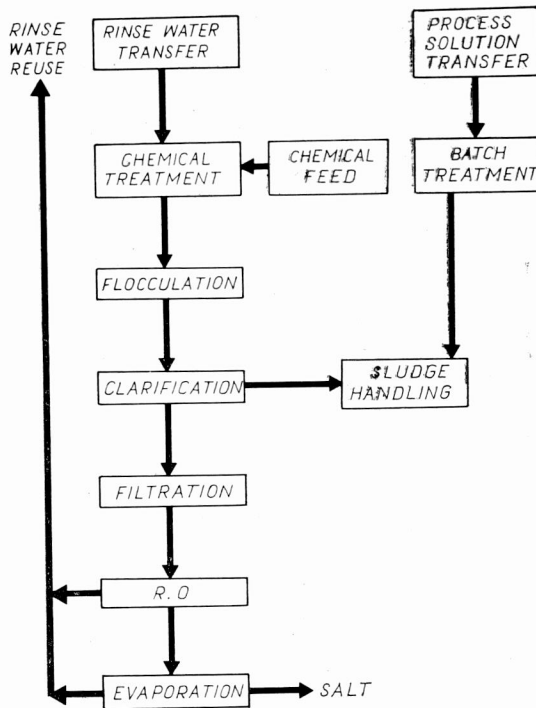 RINSE
WATER
REUSE
RINSE WATER
TRANSFER
PROCESS
SOLUTION
TRANSFER
CHEMICAL
TREATMENT
CHEMICAL
FEED
BATCH
TREATMENT
FLOCCULATION
CLARIFICATION
SLUDGE
HANDLING
FILTRATION
R.O
EVAPORATION
SALT